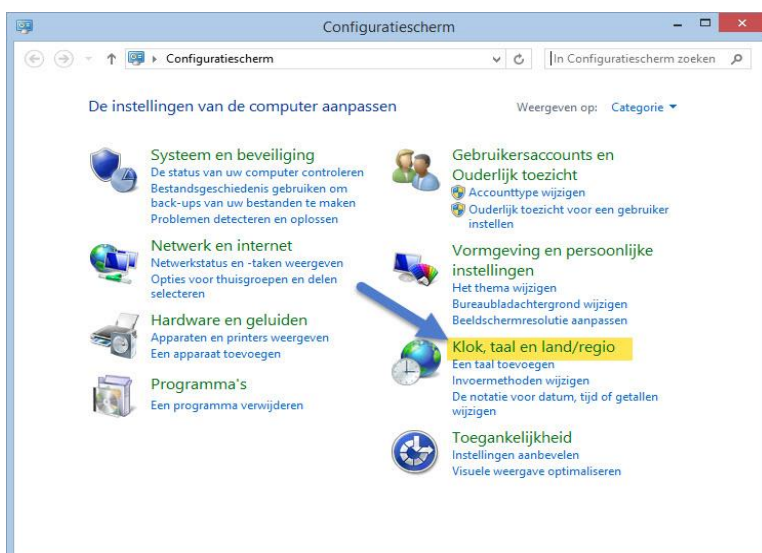 Configuratiescherm
Configuratiescherm
In Configuratiescherm zoeken
De instellingen van de computer aanpassen
Weergeven op: Categorie
Systeem en beveiliging
De status van uw computer controleren
Bestandsgeschiedenis gebruiken om
back-ups van uw bestanden te maken
Problemen detecteren en oplossen
Netwerk en internet
Netwerkstatus en -taken weergeven
Opties voor thuisgroepen en delen
selecteren
Hardware en geluiden
Apparaten en printers weergeven
Een apparaat toevoegen
Programma's
Een programma verwijderen
Gebruikersaccounts en
Ouderlijk toezicht
Accounttype wijzigen
Ouderlijk toezicht voor een gebruiker
instellen
Vormgeving en persoonlijke
instellingen
Het thema wijzigen
Bureaubladachtergrond wijzigen
Beeldschermresolutie aanpassen
Klok, taal en land/regio
Een taal toevoegen
Invoermethoden wijzigen
De notatie voor datum, tijd of getallen
wijzigen
Toegankelijkheid
Instellingen aanbevelen
Visuele weergave optimaliseren